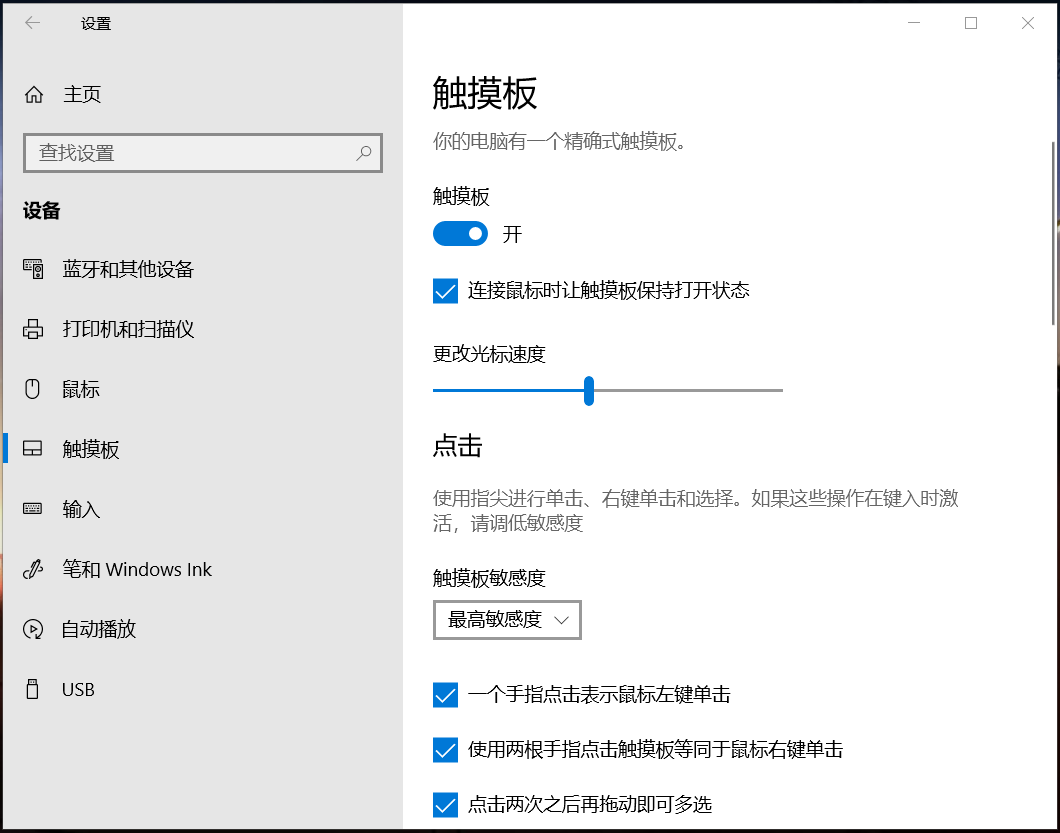 设置
主页
查找设置
设备
蓝牙和其他设备
打印机和扫描仪
鼠标
触摸板
输入
笔和 Windows Ink
自动播放
USB
触摸板
你的电脑有一个精确式触摸板。
触摸板
开
连接鼠标时让触摸板保持打开状态
更改光标速度
点击
使用指尖进行单击、右键单击和选择。如果这些操作在键入时激
活，请调低敏感度
触摸板敏感度
最高敏感度
一个手指点击表示鼠标左键单击
使用两根手指点击触摸板等同于鼠标右键单击
点击两次之后再拖动即可多选